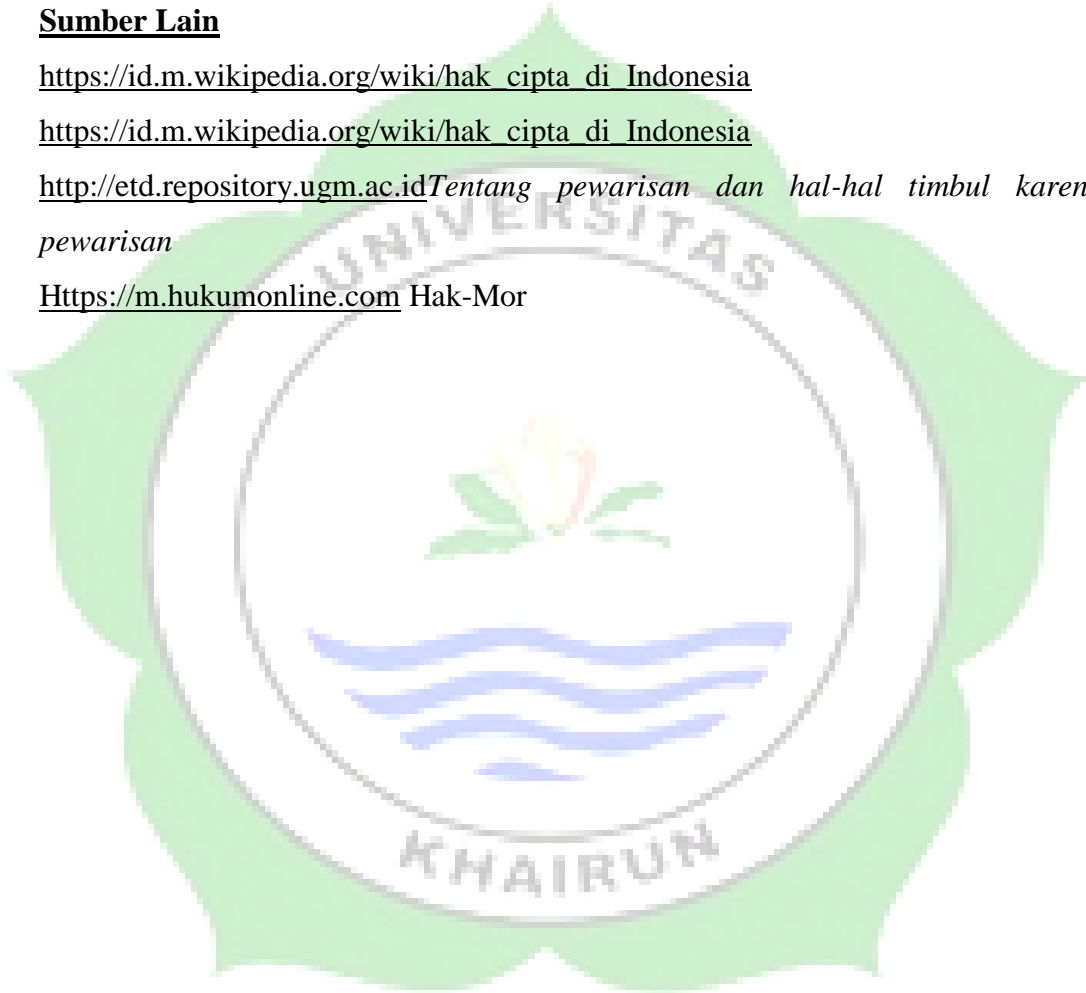 Sumber Lain
https://id.m.wikipedia.org/wiki/hak_cipta_di_Indonesia
https://id.m.wikipedia.org/wiki/hak_cipta_di_Indonesia
http://etd.repository.ugm.ac.idTentang pewarisan dan hal-hal timbul karen
pewarisan
Https://m.hukumonline.com Hak-Mor
UNIVERSITAS
KHAIRUN